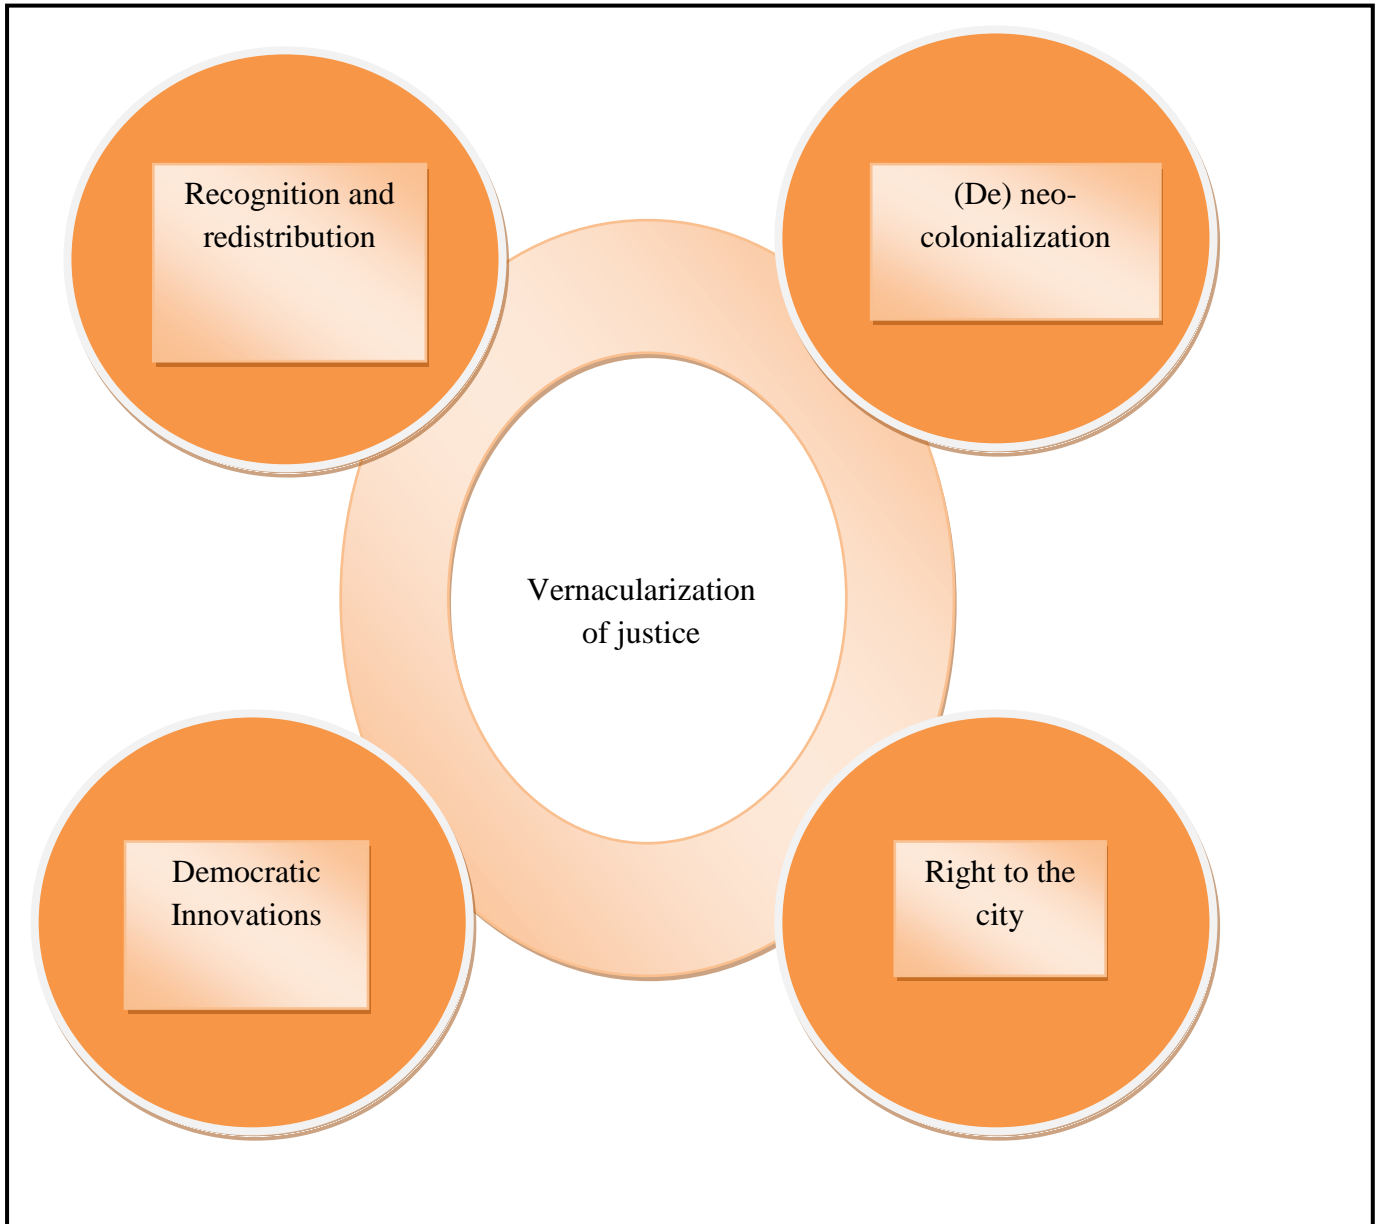 Recognition and
redistribution
(De) neo-
colonialization
Vernacularization
of justice
Democratic
Innovations
Right to the
city